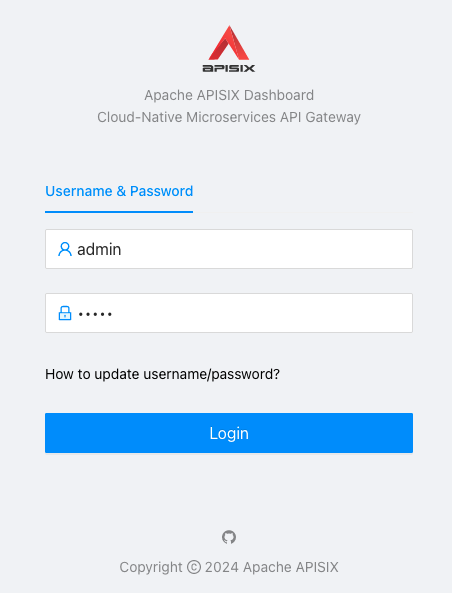 APISIX
Apache APISIX Dashboard
Cloud-Native Microservices API Gateway
Username & Password
admin
•••••
How to update username/password?
Login
Copyright © 2024 Apache APISIX